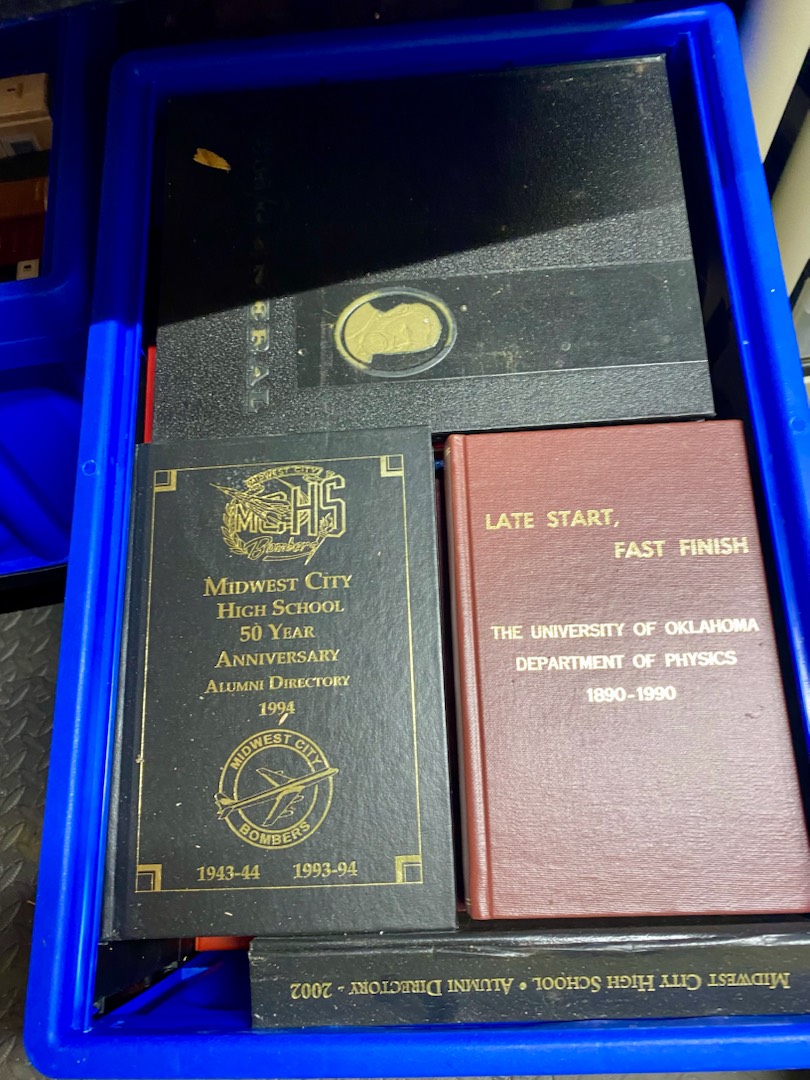 MIDWEST CITY
MCHS
Bombers
MIDWEST CITY
HIGH SCHOOL
50 YEAR
ANNIVERSARY
ALUMNI DIRECTORY
1994
MIDWEST CITY
BOMBERS
1943-44 1993-94
LATE START,
FAST FINISH
THE UNIVERSITY OF OKLAHOMA
DEPARTMENT OF PHYSICS
1890-1990
MIDWEST CITY HIGH SCHOOL • ALUMNI DIRECTORY - 2002